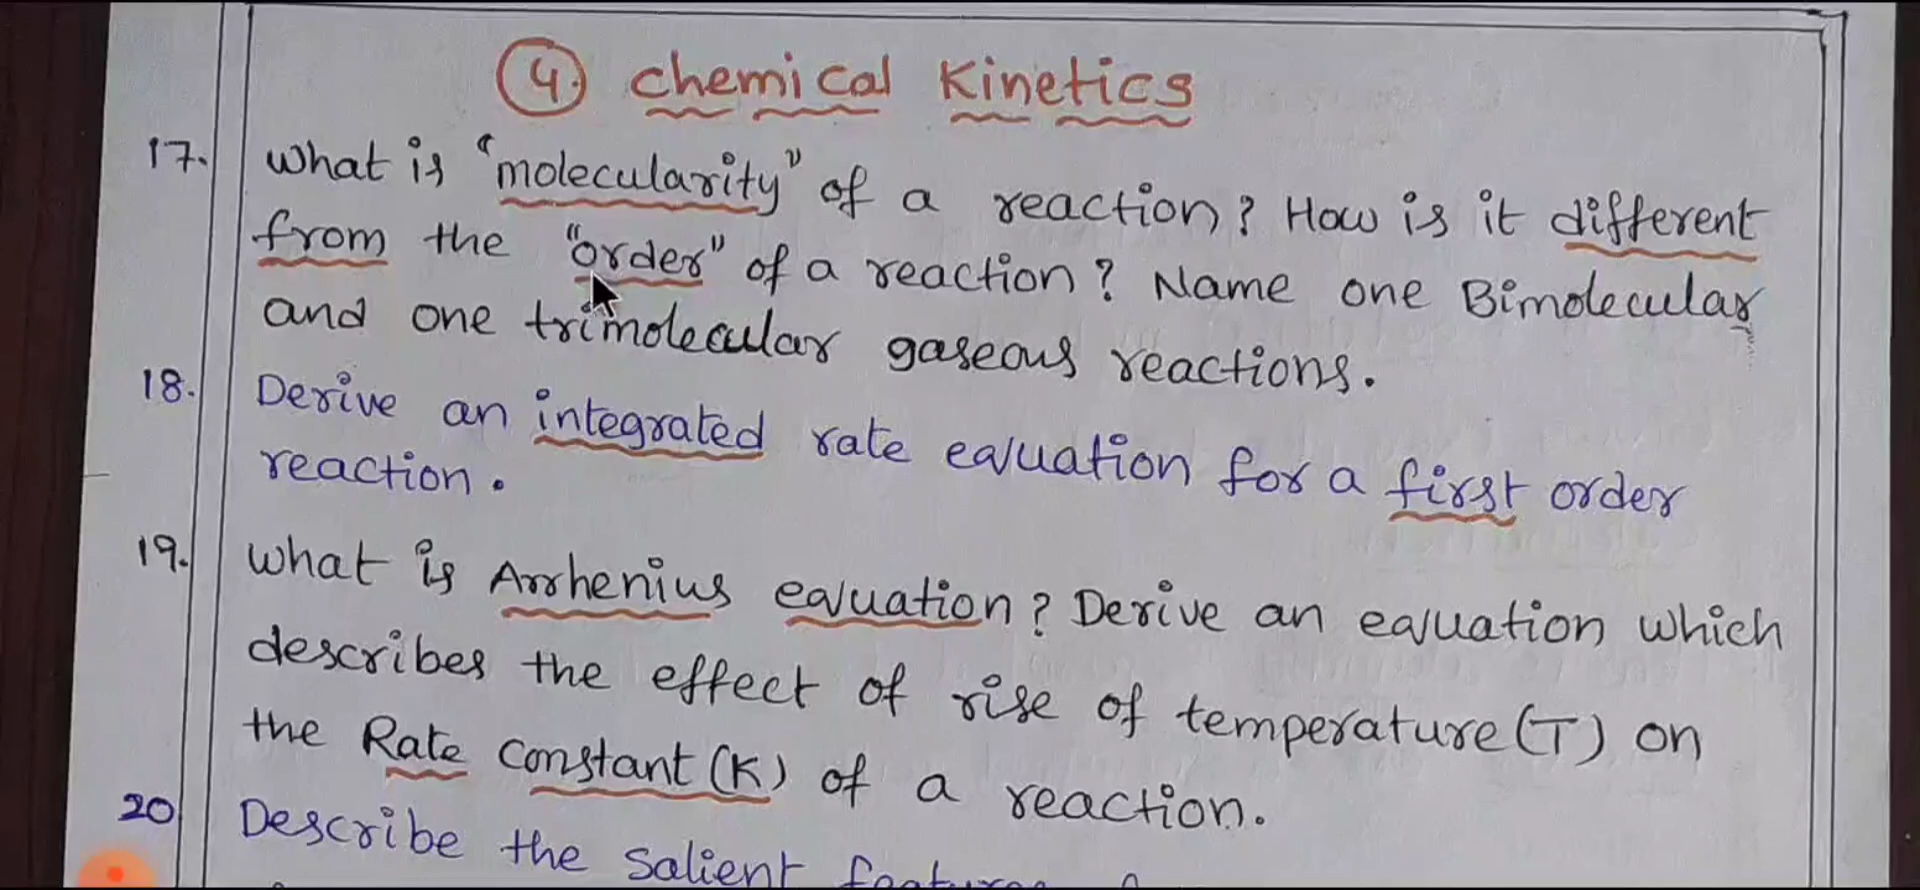 4. Chemical Kinetics
17. What is "molecularity" of a reaction? How is it different
from the "order" of a reaction? Name one Bimolecular
and one trimolecular gaseous reactions.
18. Derive an integrated rate equation for a first order
reaction.
19. What is Arrhenius equation? Derive an equation which
describes the effect of rise of temperature (T) on
the Rate constant (K) of a reaction.
20 Describe the salient features